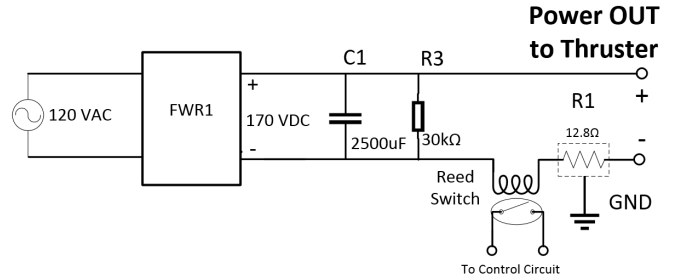 Power OUT
to Thruster
C1
R3
+
120 VAC
FWR1
170 VDC
2500uF
30kΩ
-
R1
+
12.8Ω
-
Reed
Switch
GND
To Control Circuit